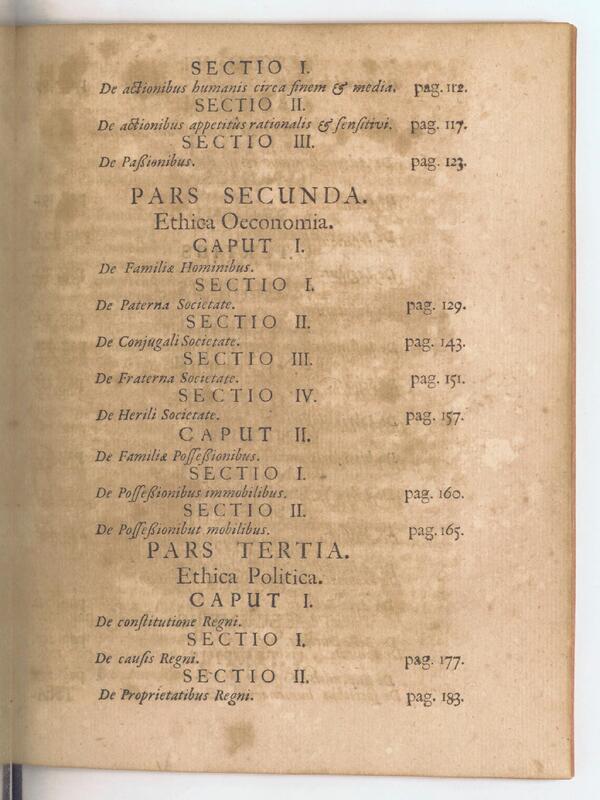 SECTIO I.
De actionibus humanis circa finem & media. pag. 112.
SECTIO II.
De actionibus appetitûs rationalis & sensitivi. pag. 117.
SECTIO III.
De Paßionibus. pag. 123.
PARS SECUNDA.
Ethica Oeconomia.
CAPUT I.
De Familiæ Hominibus.
SECTIO I.
De Paterna Societate. pag. 129.
SECTIO II.
De Conjugali Societate. pag. 143.
SECTIO III.
De Fraterna Societate. pag. 151.
SECTIO IV.
De Herili Societate. pag. 157.
CAPUT II.
De Familiæ Poſſeßionibus.
SECTIO I.
De Poſſeßionibus immobilibus. pag. 160.
SECTIO II.
De Poſſeßionibut mobilibus. pag. 165.
PARS TERTIA.
Ethica Politica.
CAPUT I.
De conſtitutione Regni.
SECTIO I.
De cauſis Regni. pag. 177.
SECTIO II.
De Proprietatibus Regni. pag. 183.